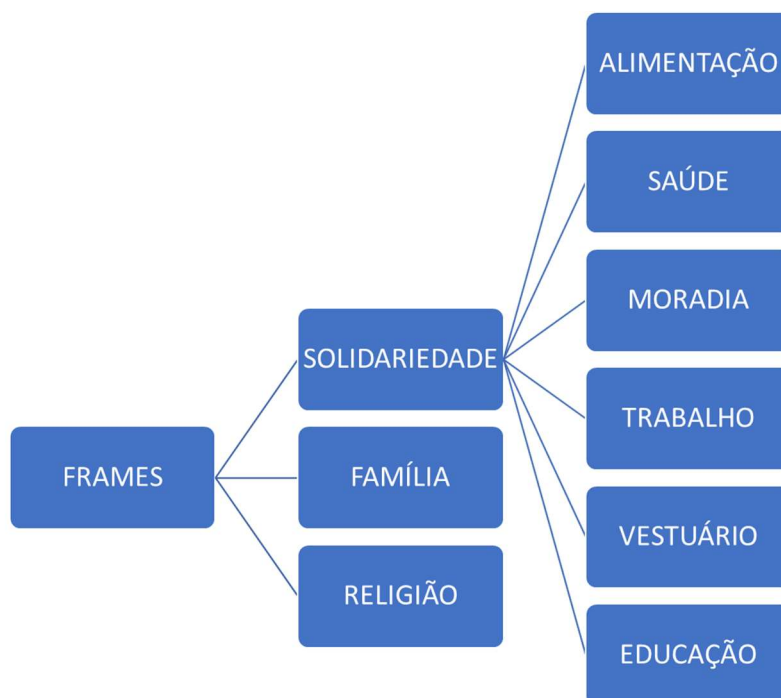 FRAMES
SOLIDARIEDADE
FAMÍLIA
RELIGIÃO
ALIMENTAÇÃO
SAÚDE
MORADIA
TRABALHO
VESTUÁRIO
EDUCAÇÃO